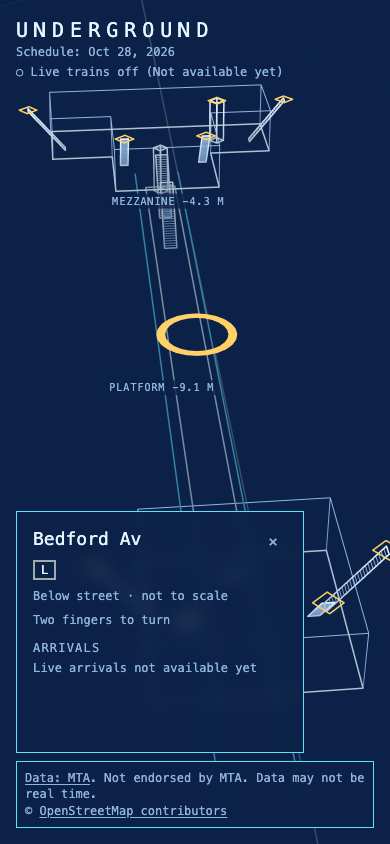 UNDERGROUND
Schedule: Oct 28, 2026
○ Live trains off (Not available yet)
MEZZANINE −4.3 M
PLATFORM −9.1 M
Bedford Av ×
L
Below street · not to scale
Two fingers to turn
ARRIVALS
Live arrivals not available yet
Data: MTA. Not endorsed by MTA. Data may not be
real time.
© OpenStreetMap contributors